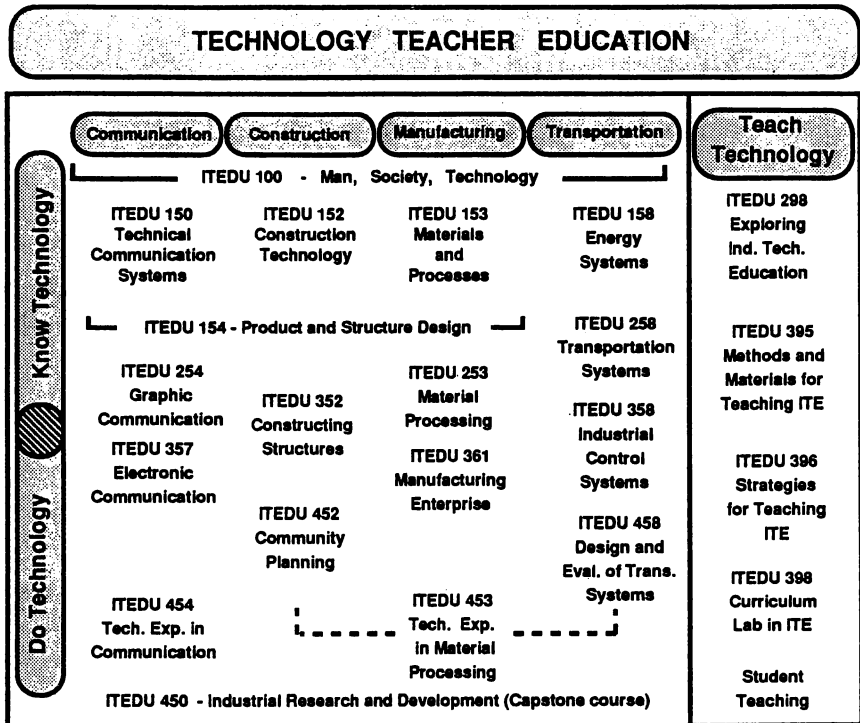 TECHNOLOGY TEACHER EDUCATION
Communication
Construction
Manufacturing
Transportation
Teach
Technology
Know Technology
Do Technology
ITEDU 100 - Man, Society, Technology
ITEDU 150
Technical
Communication
Systems
ITEDU 152
Construction
Technology
ITEDU 153
Materials
and
Processes
ITEDU 158
Energy
Systems
ITEDU 154 - Product and Structure Design
ITEDU 258
Transportation
Systems
ITEDU 254
Graphic
Communication
ITEDU 352
Constructing
Structures
ITEDU 253
Material
Processing
ITEDU 358
Industrial
Control
Systems
ITEDU 357
Electronic
Communication
ITEDU 361
Manufacturing
Enterprise
ITEDU 452
Community
Planning
ITEDU 458
Design and
Eval. of Trans.
Systems
ITEDU 454
Tech. Exp. in
Communication
ITEDU 453
Tech. Exp.
in Material
Processing
ITEDU 450 - Industrial Research and Development (Capstone course)
ITEDU 298
Exploring
Ind. Tech.
Education
ITEDU 395
Methods and
Materials for
Teaching ITE
ITEDU 396
Strategies
for Teaching
ITE
ITEDU 398
Curriculum
Lab in ITE
Student
Teaching